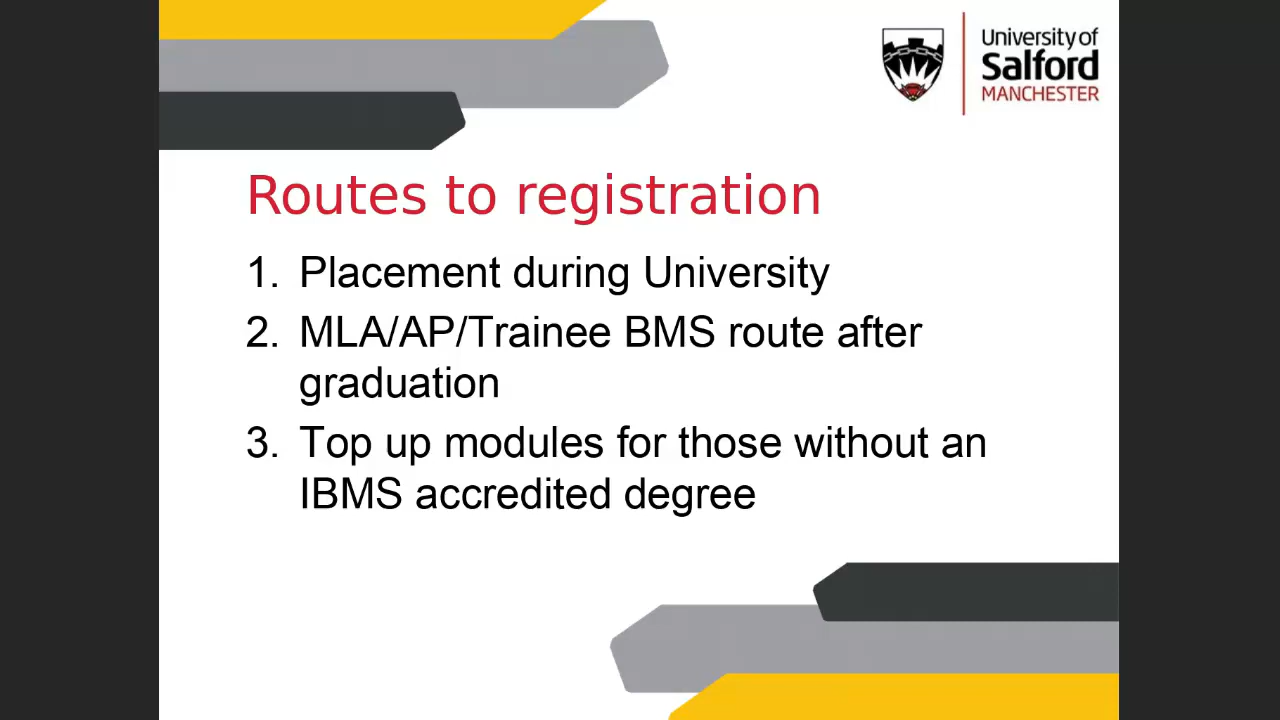 University of
Salford
MANCHESTER
Routes to registration
1. Placement during University
2. MLA/AP/Trainee BMS route after
graduation
3. Top up modules for those without an
IBMS accredited degree